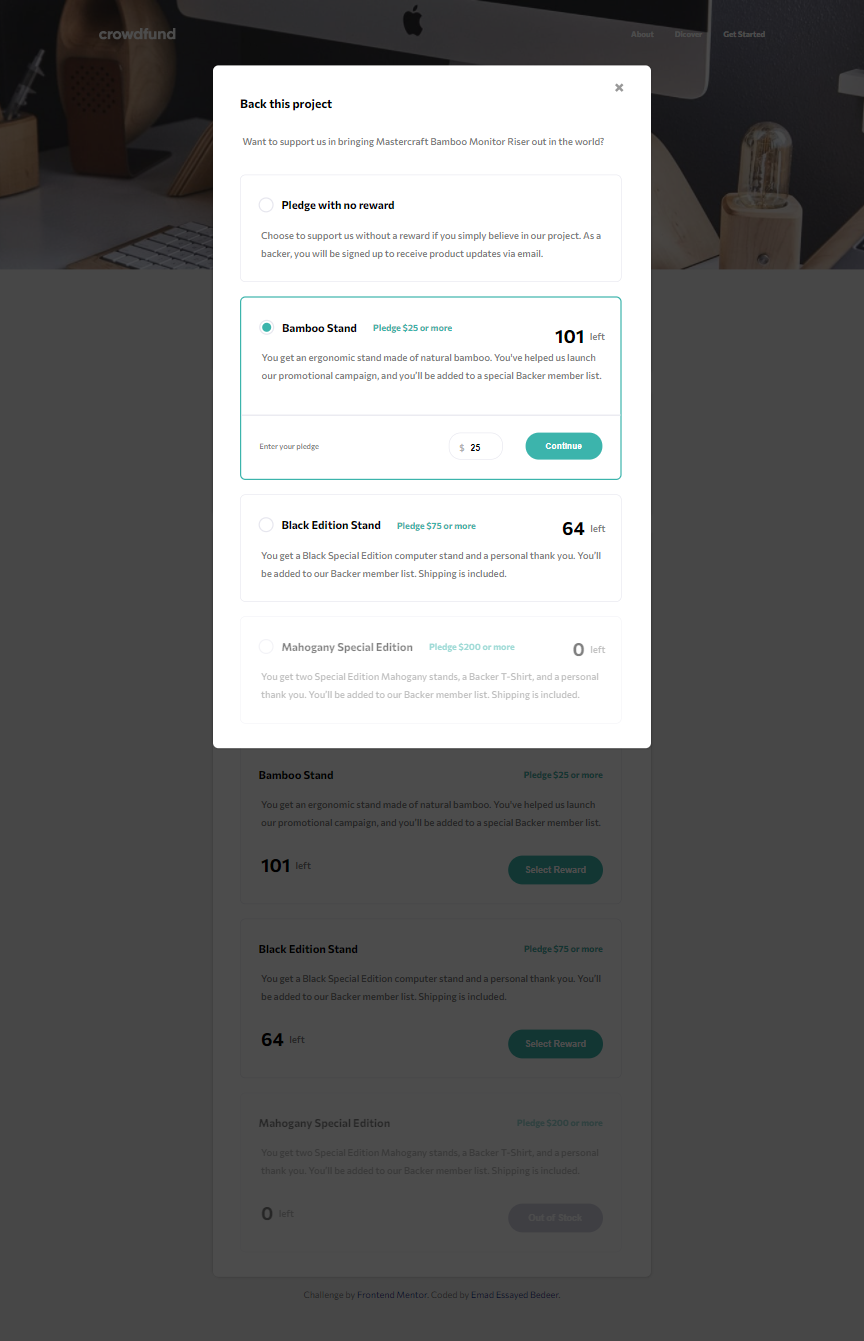 crowdfund
About Dicover Get Started
Back this project
Want to support us in bringing Mastercraft Bamboo Monitor Riser out in the world?
Pledge with no reward
Choose to support us without a reward if you simply believe in our project. As a
backer, you will be signed up to receive product updates via email.
Bamboo Stand Pledge $25 or more
101 left
You get an ergonomic stand made of natural bamboo. You've helped us launch
our promotional campaign, and you'll be added to a special Backer member list.
Enter your pledge $ 25 Continue
Black Edition Stand Pledge $75 or more
64 left
You get a Black Special Edition computer stand and a personal thank you. You'll
be added to our Backer member list. Shipping is included.
Mahogany Special Edition Pledge $200 or more
0 left
You get two Special Edition Mahogany stands, a Backer T-Shirt, and a personal
thank you. You'll be added to our Backer member list. Shipping is included.
Bamboo Stand Pledge $25 or more
You get an ergonomic stand made of natural bamboo. You've helped us launch
our promotional campaign, and you'll be added to a special Backer member list.
101 left Select Reward
Black Edition Stand Pledge $75 or more
You get a Black Special Edition computer stand and a personal thank you. You'll
be added to our Backer member list. Shipping is included.
64 left Select Reward
Mahogany Special Edition Pledge $200 or more
You get two Special Edition Mahogany stands, a Backer T-Shirt, and a personal
thank you. You'll be added to our Backer member list. Shipping is included.
0 left Out of Stock
Challenge by Frontend Mentor. Coded by Emad Essayed Bedeer.